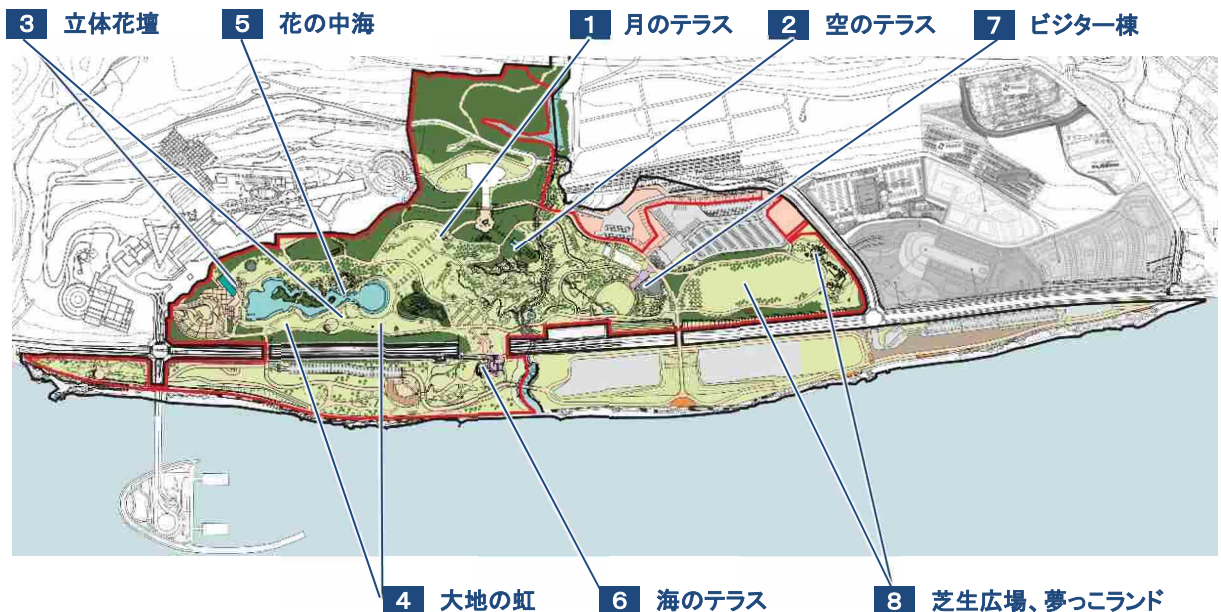 3 立体花壇
5 花の中海
1 月のテラス
2 空のテラス
7 ビジター棟
4 大地の虹
6 海のテラス
8 芝生広場、夢っこランド